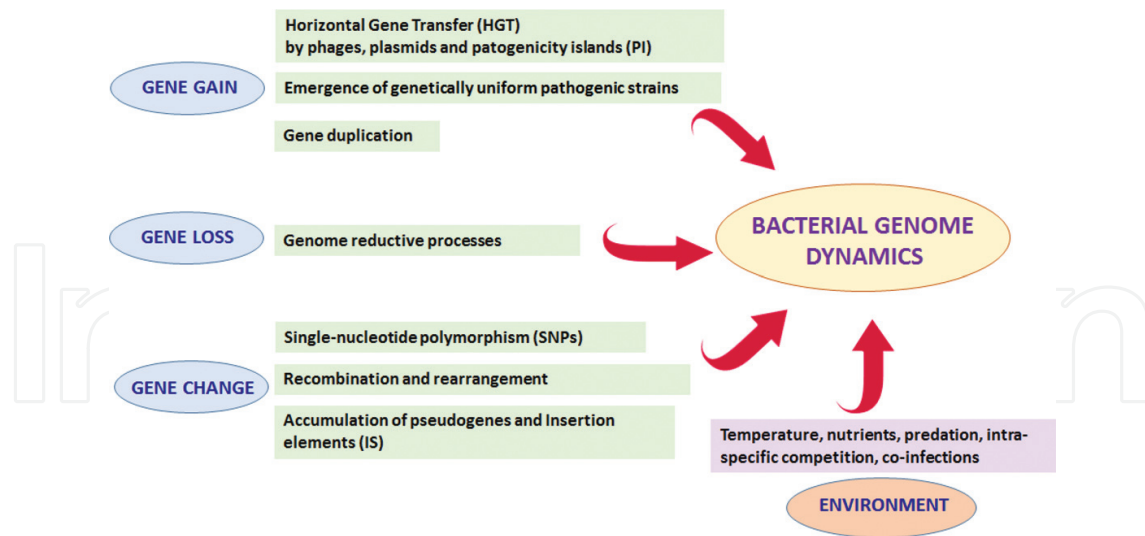 Horizontal Gene Transfer (HGT)
by phages, plasmids and patogenicity islands (PI)
GENE GAIN
Emergence of genetically uniform pathogenic strains
Gene duplication
GENE LOSS
Genome reductive processes
BACTERIAL GENOME
DYNAMICS
Single-nucleotide polymorphism (SNPs)
GENE CHANGE
Recombination and rearrangement
Accumulation of pseudogenes and Insertion
elements (IS)
Temperature, nutrients, predation, intra-
specific competition, co-infections
ENVIRONMENT